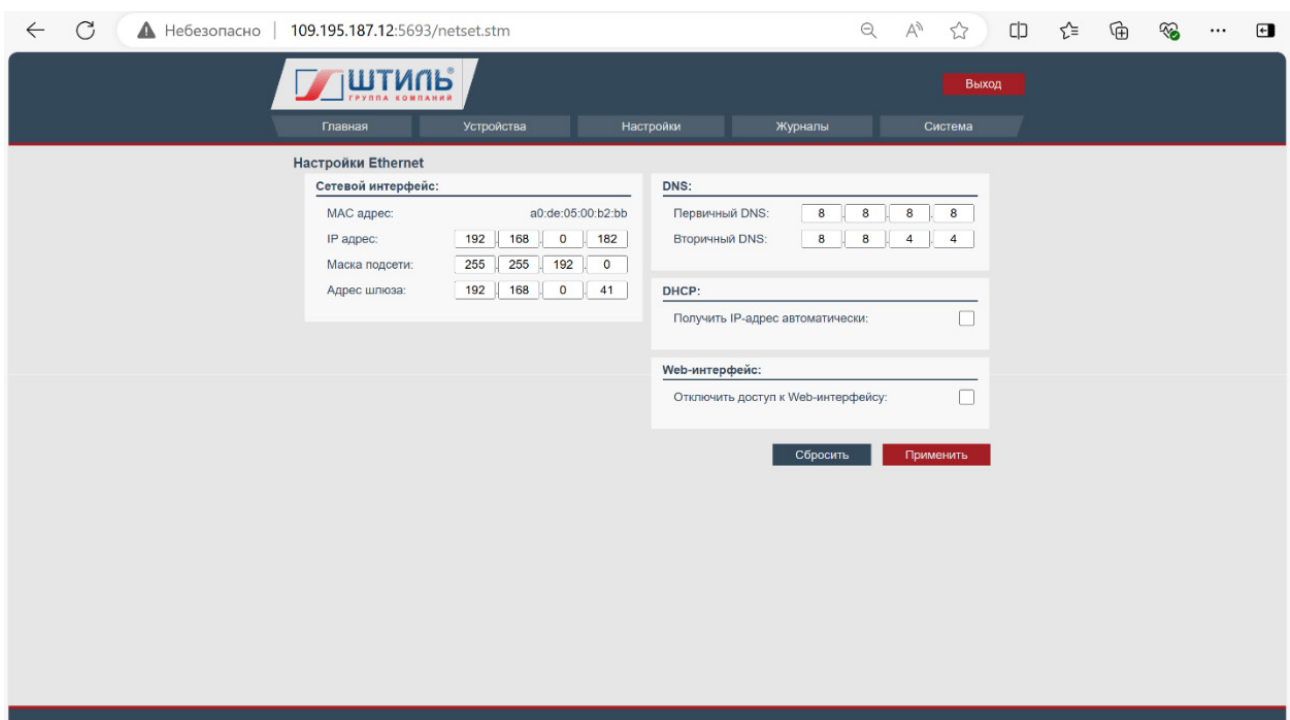 Небезопасно 109.195.187.12:5693/netset.stm
ШТИЛЬ®
ГРУППА КОМПАНИЙ
Выход
Главная Устройства Настройки Журналы Система
Настройки Ethernet
Сетевой интерфейс:
MAC адрес: a0:de:05:00:b2:bb
IP адрес: 192 . 168 . 0 . 182
Маска подсети: 255 . 255 . 192 . 0
Адрес шлюза: 192 . 168 . 0 . 41
DNS:
Первичный DNS: 8 . 8 . 8 . 8
Вторичный DNS: 8 . 8 . 4 . 4
DHCP:
Получить IP-адрес автоматически:
Web-интерфейс:
Отключить доступ к Web-интерфейсу:
Сбросить Применить